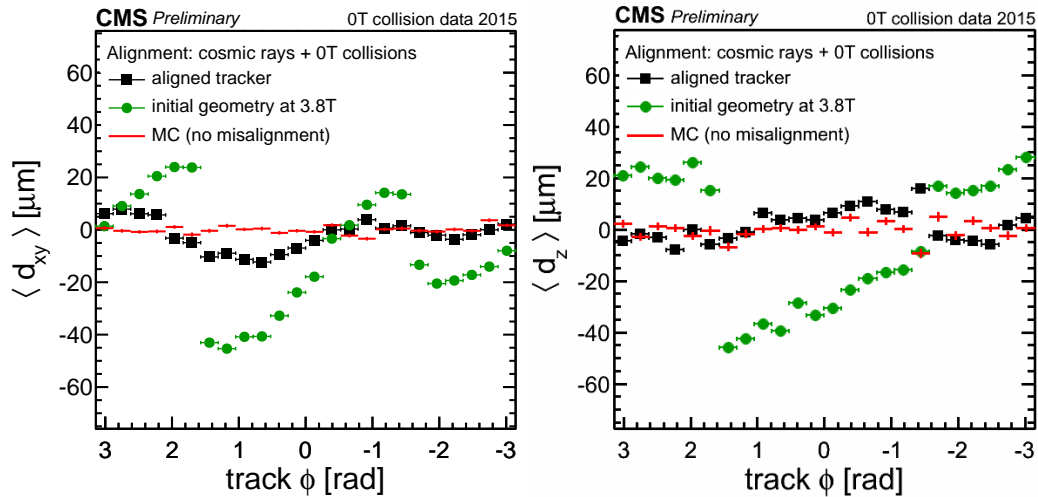 CMS Preliminary 0T collision data 2015
Alignment: cosmic rays + 0T collisions
aligned tracker
initial geometry at 3.8T
MC (no misalignment)
⟨ d_xy ⟩ [μm]
60
40
20
0
-20
-40
-60
3 2 1 0 -1 -2 -3
track ϕ [rad]
CMS Preliminary 0T collision data 2015
Alignment: cosmic rays + 0T collisions
aligned tracker
initial geometry at 3.8T
MC (no misalignment)
⟨ d_z ⟩ [μm]
60
40
20
0
-20
-40
-60
3 2 1 0 -1 -2 -3
track ϕ [rad]